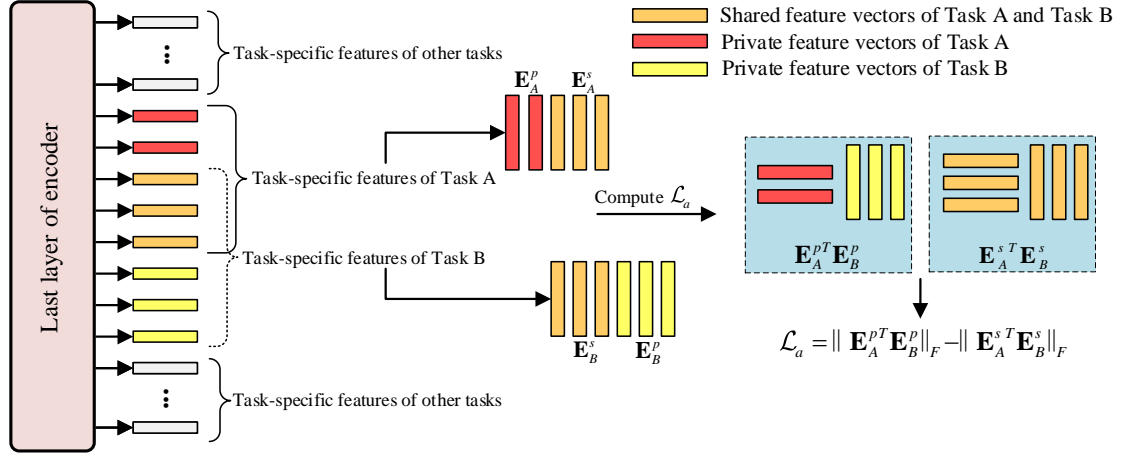 Last layer of encoder
Task-specific features of other tasks
Task-specific features of Task A
Task-specific features of Task B
Task-specific features of other tasks
Shared feature vectors of Task A and Task B
Private feature vectors of Task A
Private feature vectors of Task B
E_A^p E_A^s
E_B^s E_B^p
Compute ℒ_a
E_A^{pT} E_B^p
E_A^{sT} E_B^s
ℒ_a = || E_A^{pT} E_B^p ||_F − || E_A^{sT} E_B^s ||_F